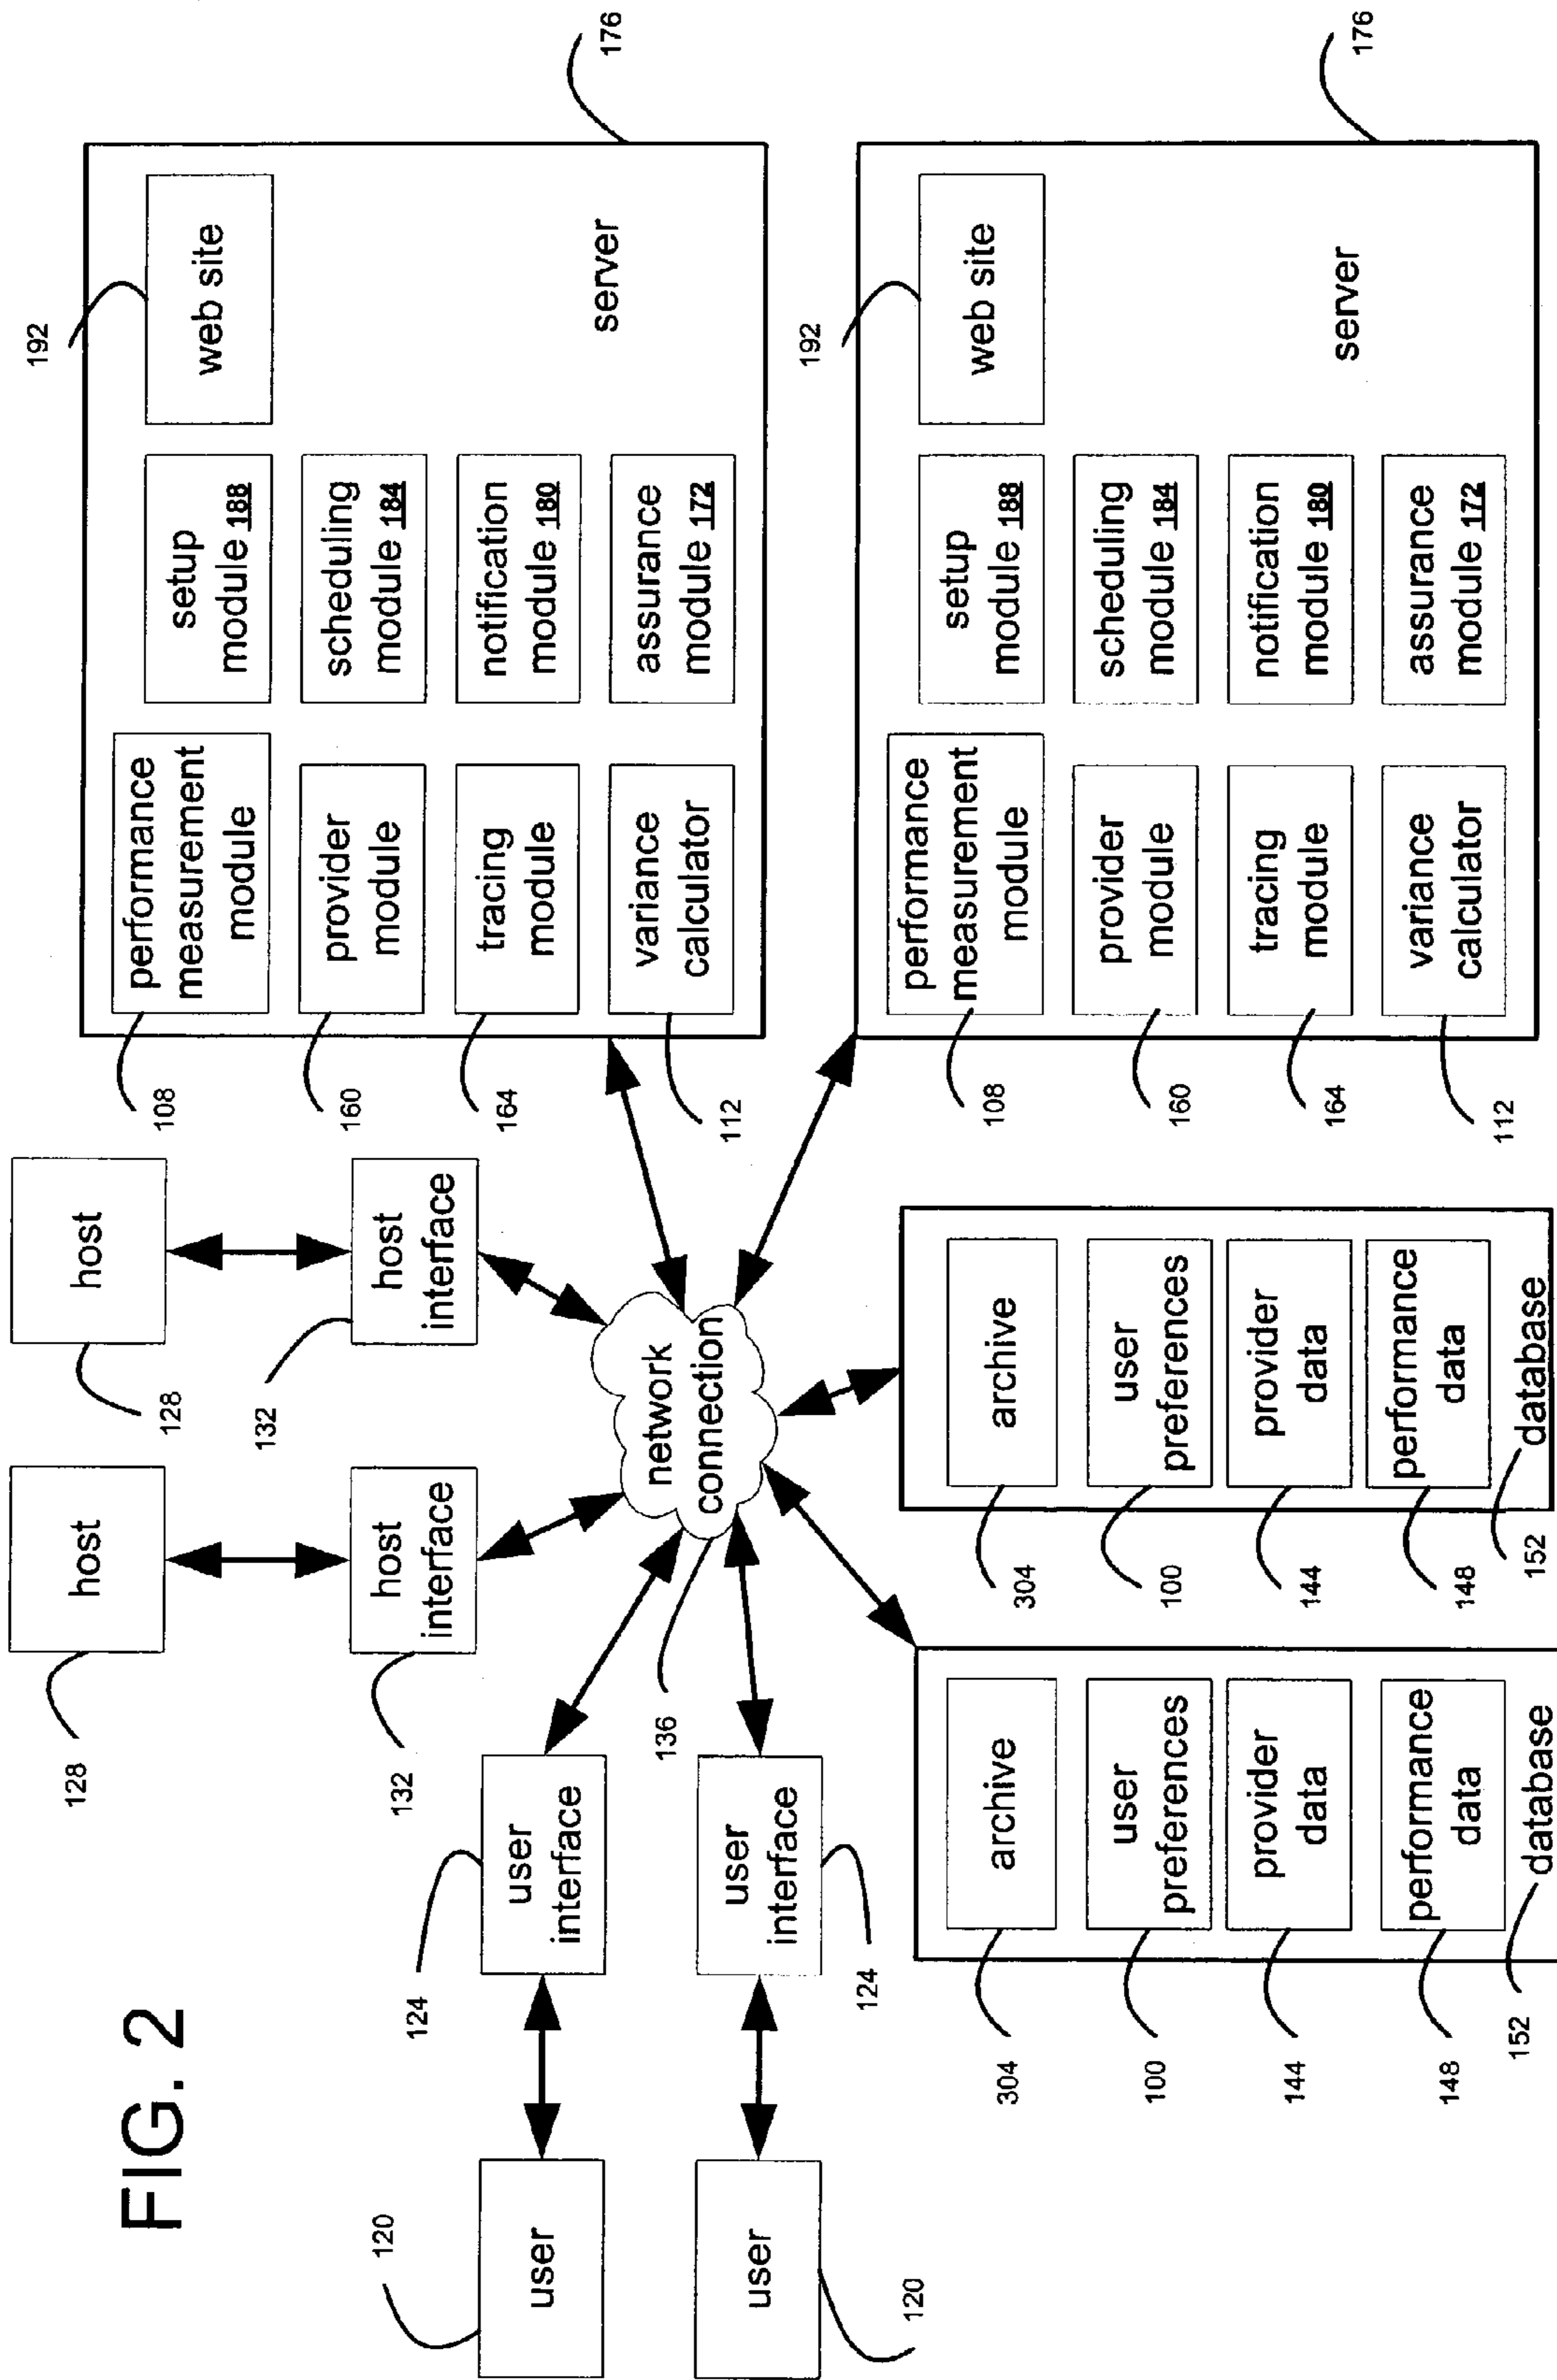 FIG. 2
120
user
120
user
124
user
interface
124
user
interface
128
host
132
host
interface
128
host
132
host
interface
136
network
connection
304
archive
100
user
preferences
144
provider
data
148
performance
data
152
database
304
archive
100
user
preferences
144
provider
data
148
performance
data
152
database
176
192
web site
108
performance
measurement
module
setup
module 188
160
provider
module
scheduling
module 184
164
tracing
module
notification
module 180
112
variance
calculator
assurance
module 172
server
176
192
web site
108
performance
measurement
module
setup
module 188
160
provider
module
scheduling
module 184
164
tracing
module
notification
module 180
112
variance
calculator
assurance
module 172
server